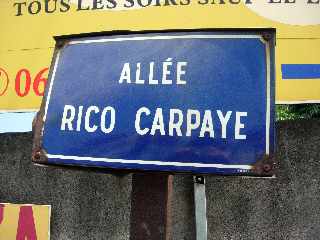 TOUS LES SOIRS SAUF LE
06
ALLÉE
RICO CARPAYE